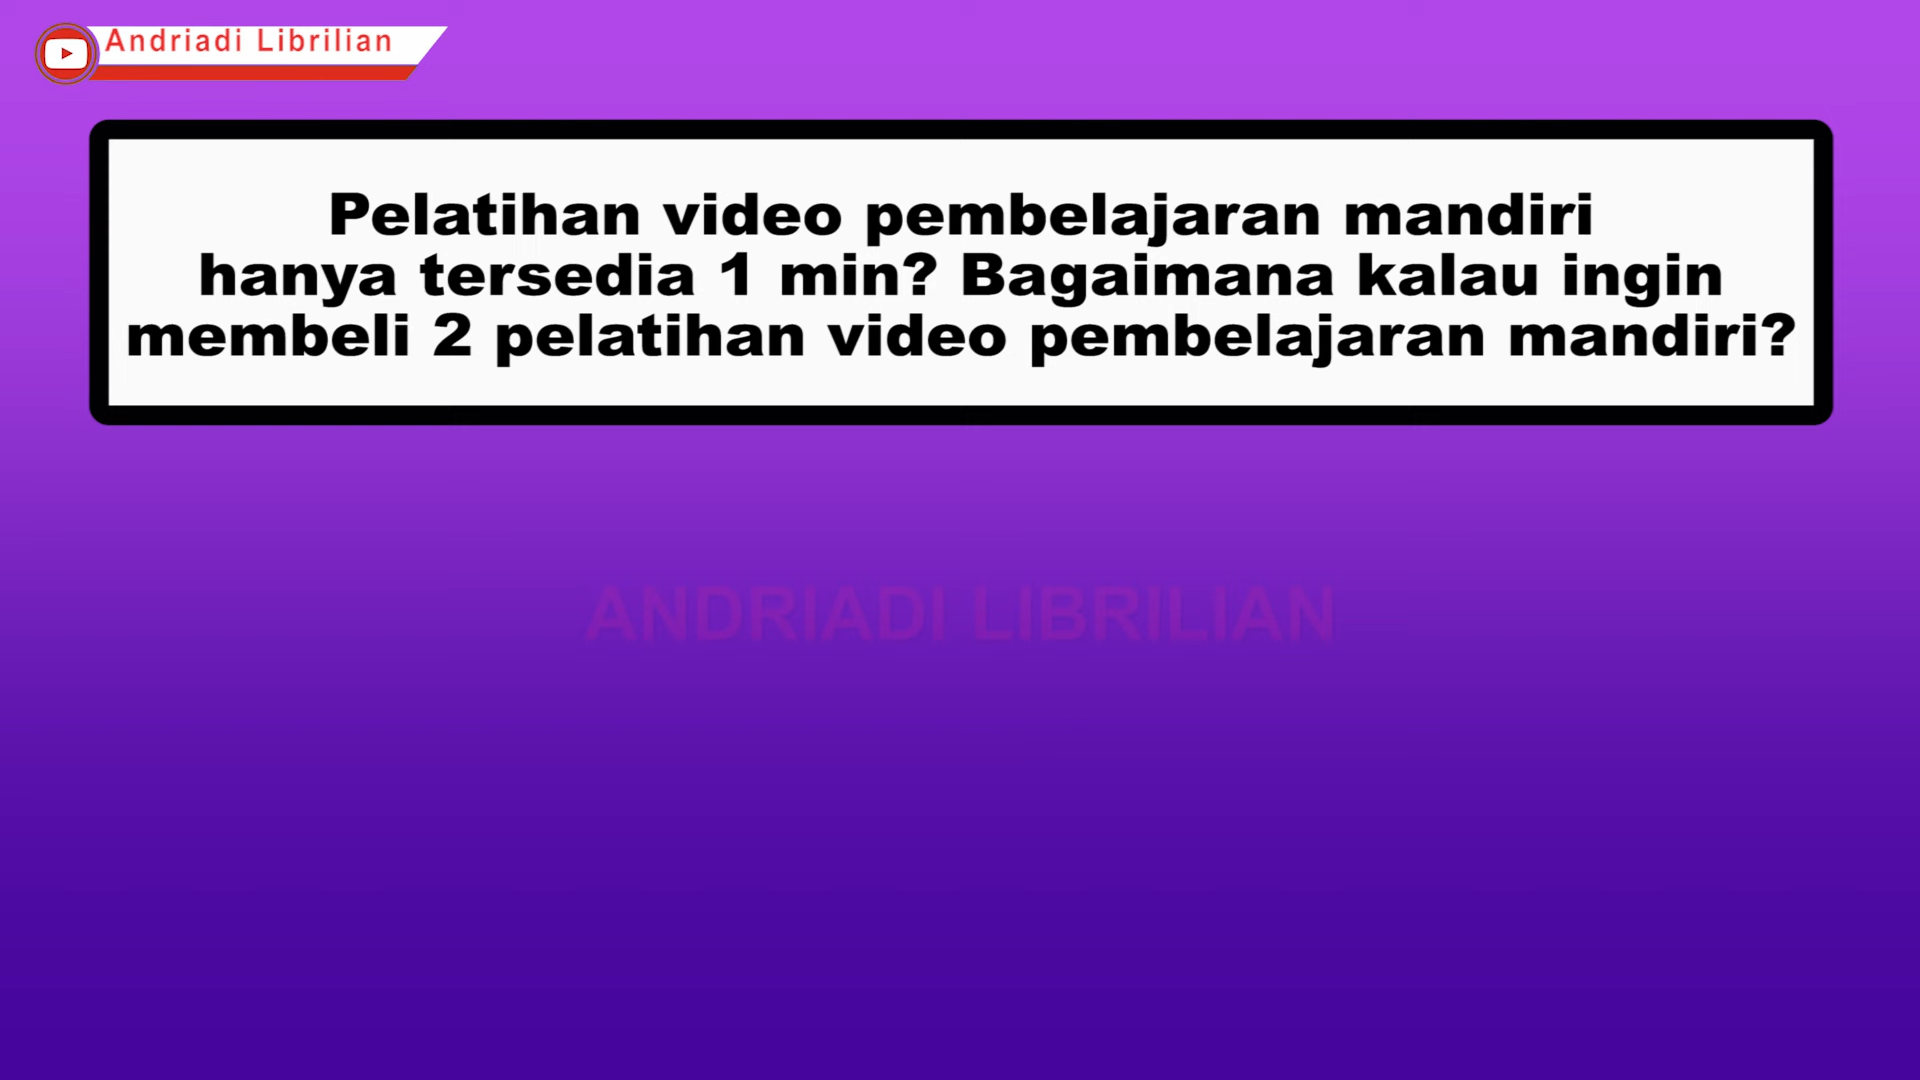 Andriadi Librilian
Pelatihan video pembelajaran mandiri
hanya tersedia 1 min? Bagaimana kalau ingin
membeli 2 pelatihan video pembelajaran mandiri?
ANDRIADI LIBRILIAN